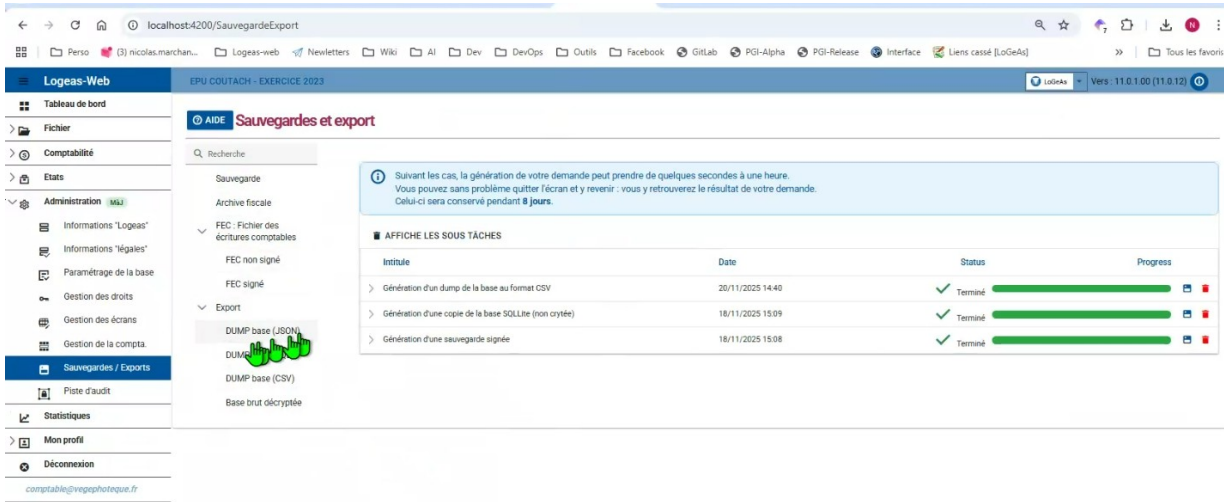 localhost:4200/SauvegardeExport
Perso
(3) nicolas.marchan...
Logeas-web
Newletters
Wiki
AI
Dev
DevOps
Outils
Facebook
GitLab
PGI-Alpha
PGI-Release
Interface
Liens cassé [LoGeAs]
Tous les favoris
Logeas-Web
EPU COUTACH - EXERCICE 2023
LoGeAs
Vers : 11.0.1.00 (11.0.12)
Tableau de bord
Fichier
Comptabilité
Etats
Administration MàJ
Informations "Logeas"
Informations "légales"
Paramétrage de la base
Gestion des droits
Gestion des écrans
Gestion de la compta.
Sauvegardes / Exports
Piste d'audit
Statistiques
Mon profil
Déconnexion
comptable@vegephoteque.fr
AIDE Sauvegardes et export
Recherche
Sauvegarde
Archive fiscale
FEC : Fichier des
écritures comptables
FEC non signé
FEC signé
Export
DUMP base (JSON)
DUMP base (CSV)
Base brut décryptée
Suivant les cas, la génération de votre demande peut prendre de quelques secondes à une heure.
Vous pouvez sans problème quitter l'écran et y revenir : vous y retrouverez le résultat de votre demande.
Celui-ci sera conservé pendant 8 jours.
AFFICHE LES SOUS TÂCHES
Intitule Date Status Progress
Génération d'un dump de la base au format CSV 20/11/2025 14:40 Terminé
Génération d'une copie de la base SQLLite (non crytée) 18/11/2025 15:09 Terminé
Génération d'une sauvegarde signée 18/11/2025 15:08 Terminé